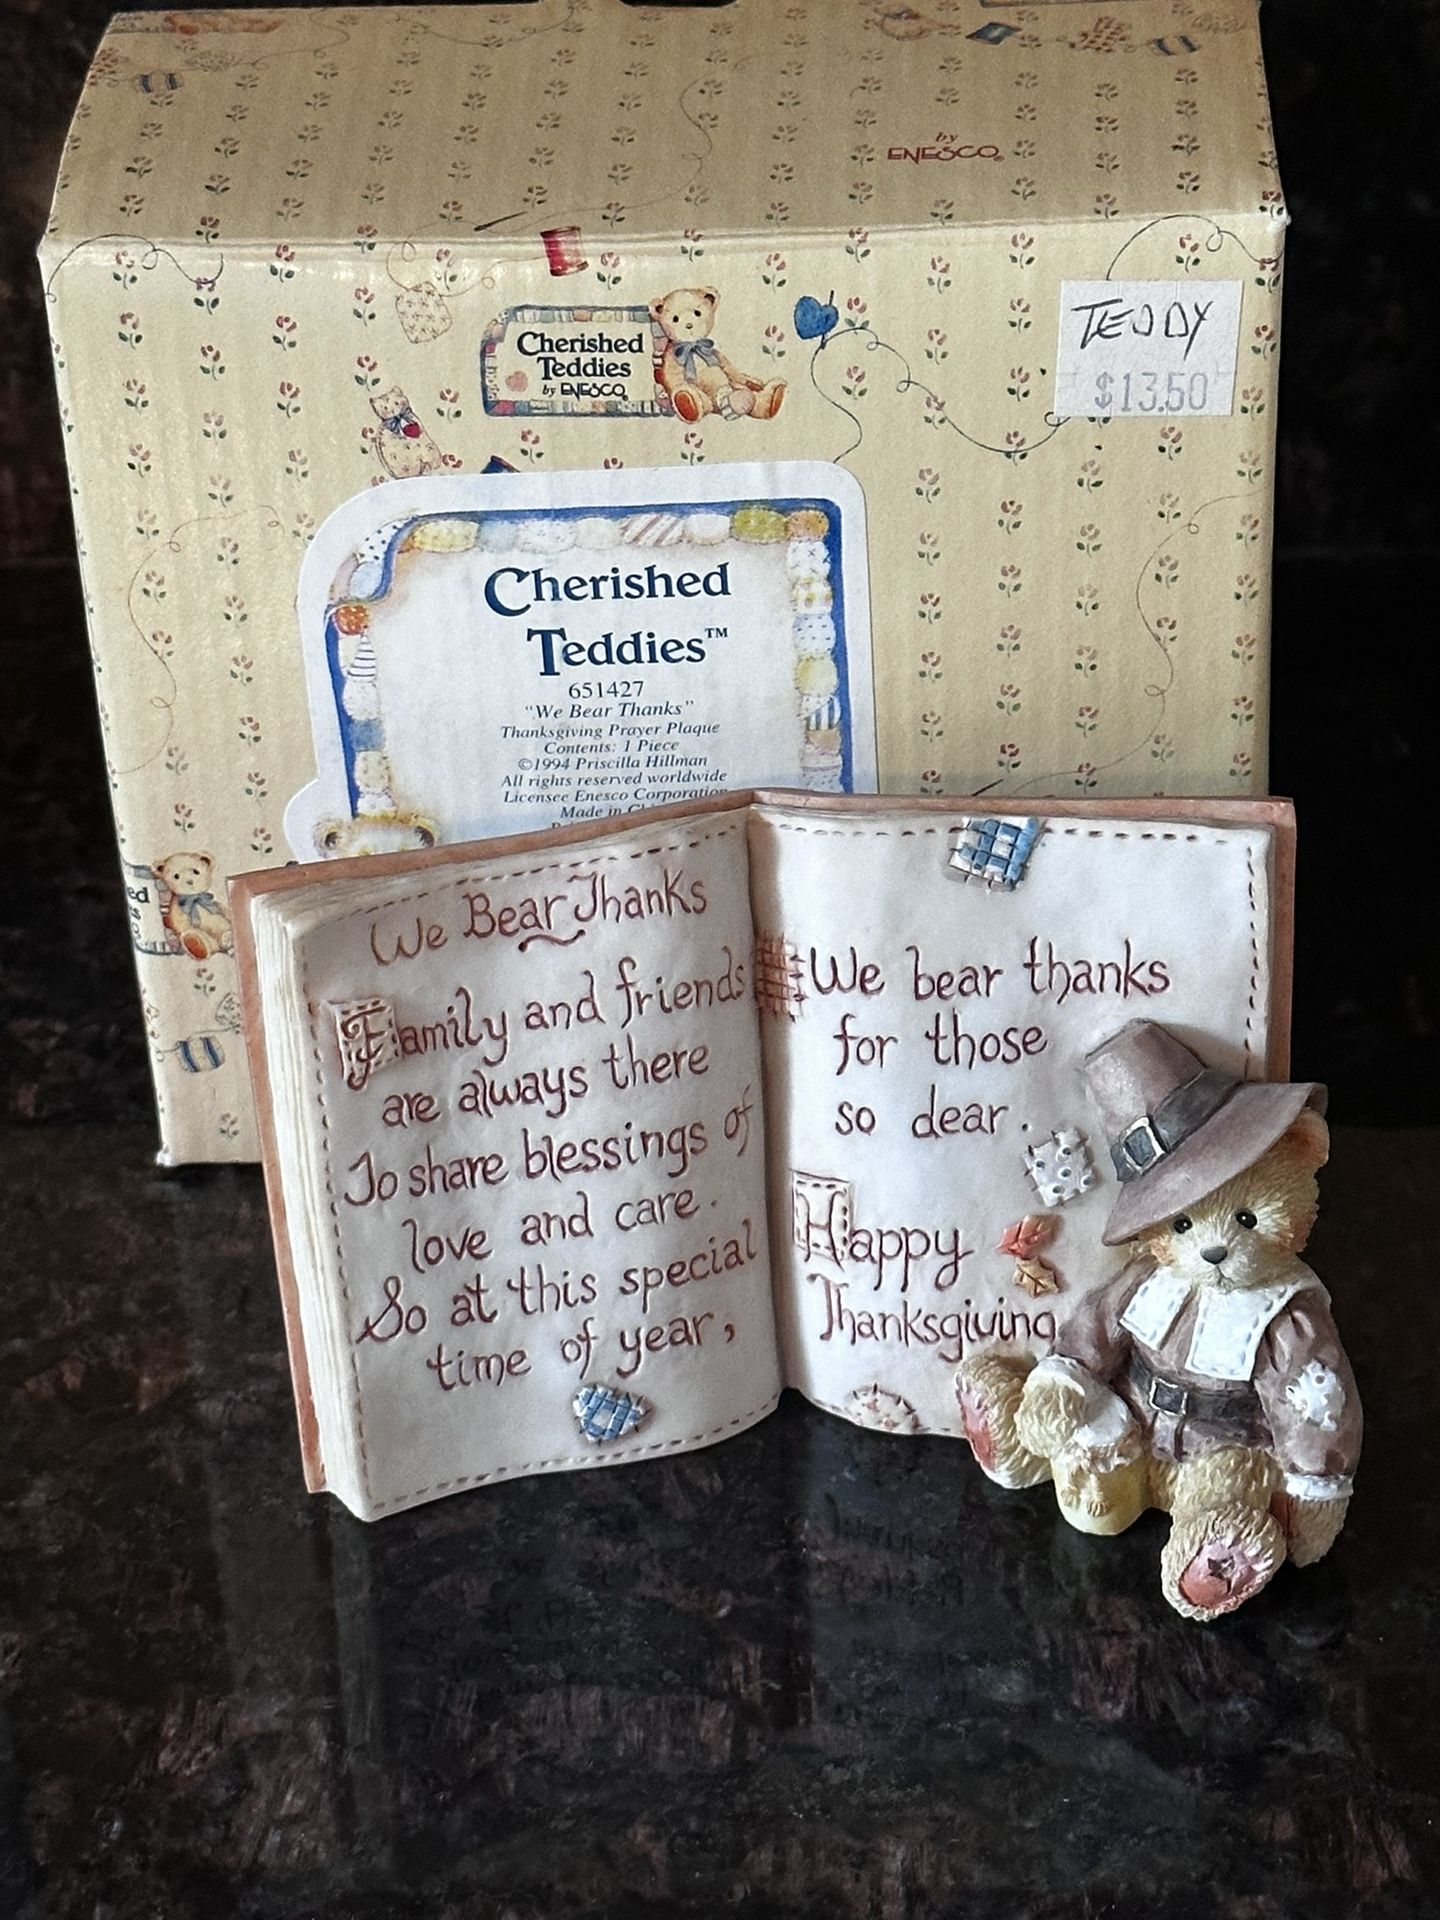 by
ENESCO®
Cherished
Teddies
by ENESCO®
TEDDY
$13.50
Cherished
Teddies™
651427
"We Bear Thanks"
Thanksgiving Prayer Plaque
Contents: 1 Piece
©1994 Priscilla Hillman
All rights reserved worldwide
Licensee Enesco Corporation
Made in
We Bear Thanks
Family and friends
are always there
To share blessings of
love and care.
So at this special
time of year,
We bear thanks
for those
so dear.
Happy
Thanksgiving